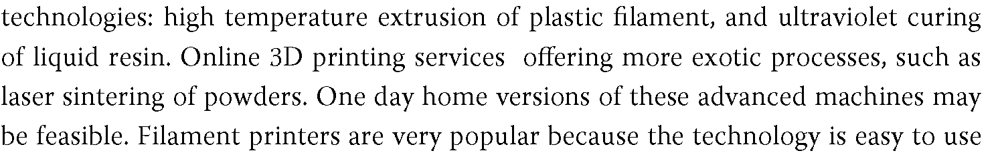 technologies: high temperature extrusion of plastic filament, and ultraviolet curing
of liquid resin. Online 3D printing services offering more exotic processes, such as
laser sintering of powders. One day home versions of these advanced machines may
be feasible. Filament printers are very popular because the technology is easy to use